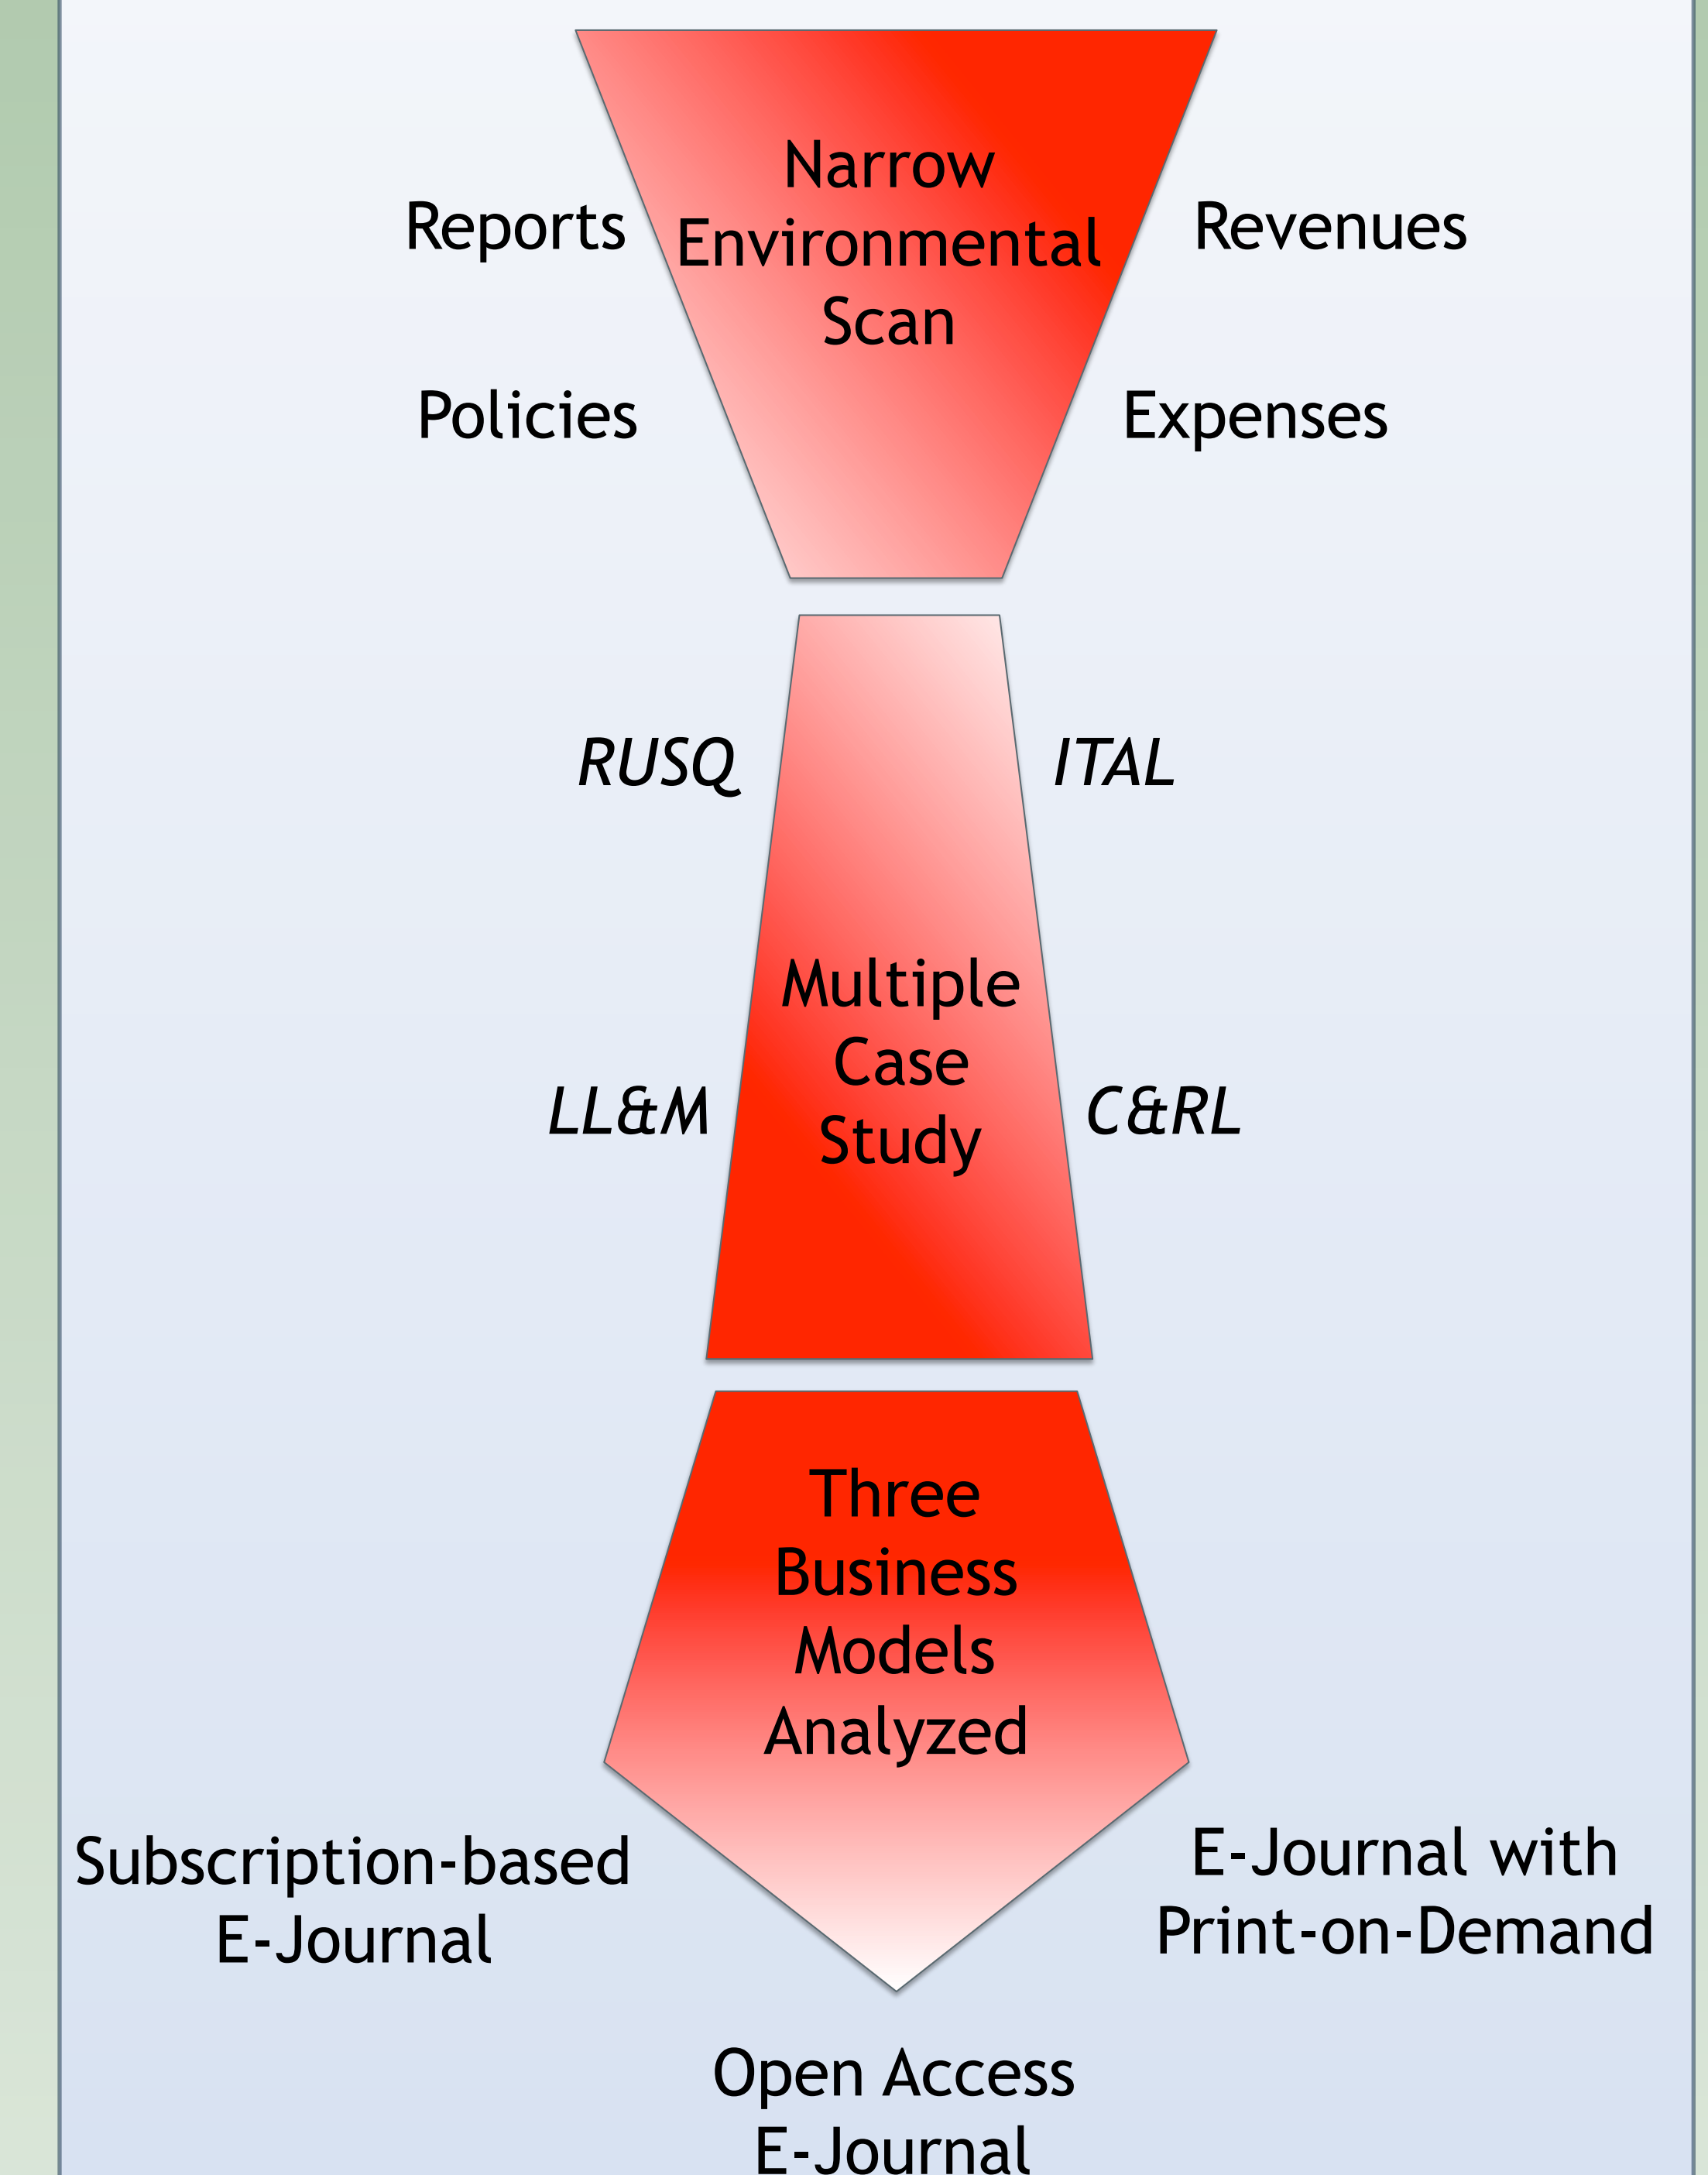 Narrow
Environmental
Scan
Reports
Revenues
Policies
Expenses
RUSQ
ITAL
Multiple
Case
Study
LL&M
C&RL
Three
Business
Models
Analyzed
Subscription-based
E-Journal
E-Journal with
Print-on-Demand
Open Access
E-Journal